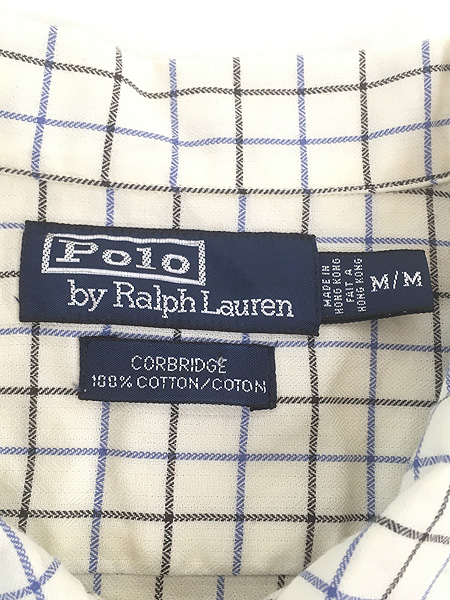 Polo
by Ralph Lauren
MADE IN
HONG KONG
FAIT A
HONG KONG
M/M
CORBRIDGE
100% COTTON/COTON